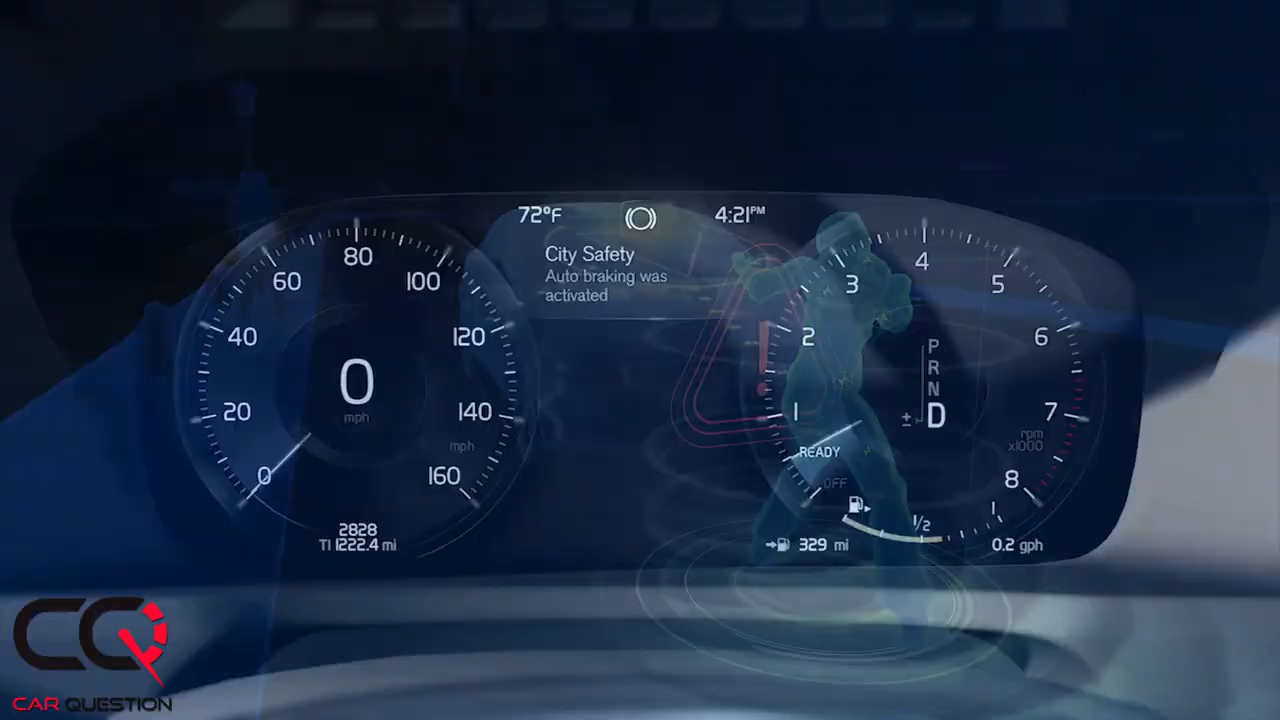 72°F
4:21PM
City Safety
Auto braking was
activated
0
20
40
60
80
100
120
140
160
mph
0
mph
2828
TI 1222.4 mi
1
2
3
4
5
6
7
8
rpm
x1000
P
R
N
± D
READY
OFF
1
1/2
329 mi
0.2 gph
CQ
CAR QUESTION